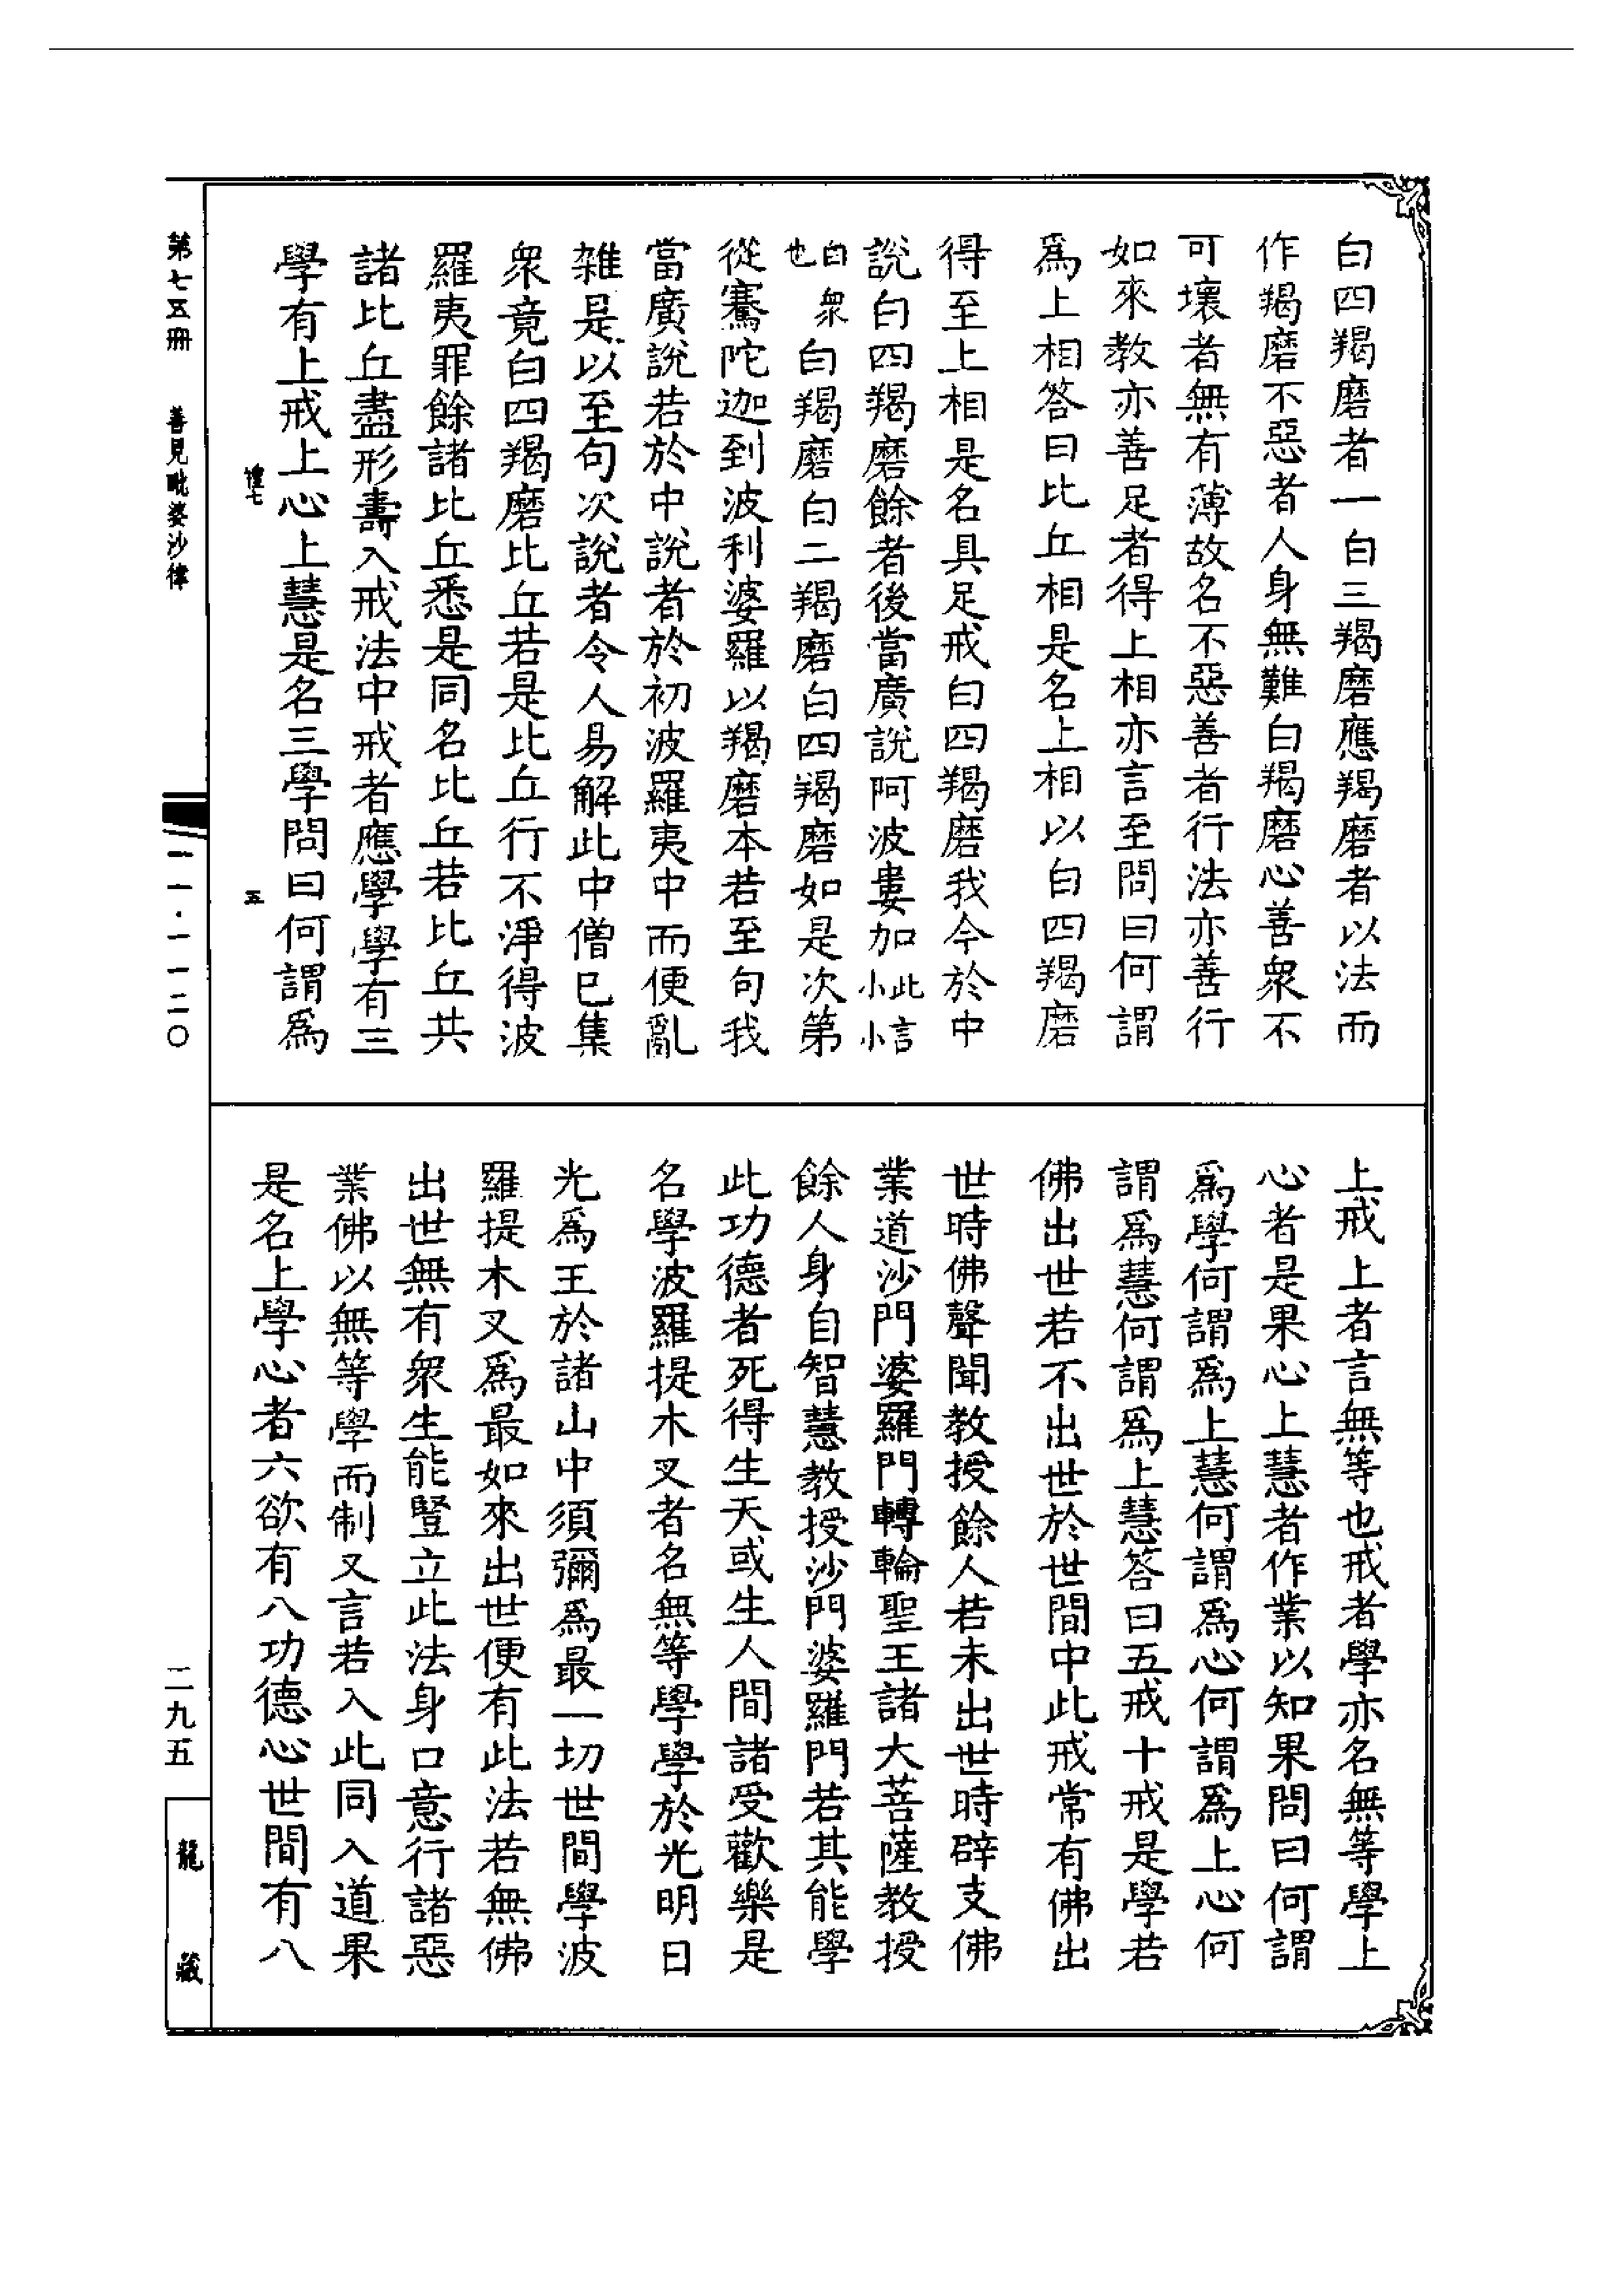 白四羯磨者一白三羯磨應羯磨者以法而
作羯磨不惡者人身無難白羯磨心善衆不
可壞者無有薄故名不惡善者行法亦善行
如來教亦善足者得上相亦言至問曰何謂
爲上相答曰比丘相是名上相以白四羯磨
得至上相是名具足戒白四羯磨我今於中
說白四羯磨餘者後當廣說阿波婁加此言小小
白衆也白羯磨白二羯磨白四羯磨如是次第
從騫陀迦到波利婆羅以羯磨本若至句我
當廣說若於中說者於初波羅夷中而便亂
雜是以至句次說者令人易解此中僧已集
衆竟白四羯磨比丘若是比丘行不淨得波
羅夷罪餘諸比丘悉是同名比丘若比丘共
諸比丘盡形壽入戒法中戒者應學學有三
學有上戒上心上慧是名三學問曰何謂爲
上戒上者言無等也戒者學亦名無等學上
心者是果心上慧者作業以知果問曰何謂
爲學何謂爲上慧何謂爲心何謂爲上心何
謂爲慧何謂爲上慧答曰五戒十戒是學若
佛出世若不出世於世間中此戒常有佛出
世時佛聲聞教授餘人若未出世時辟支佛
業道沙門婆羅門轉輪聖王諸大菩薩教授
餘人身自智慧教授沙門婆羅門若其能學
此功德者死得生天或生人間諸受歡樂是
名學波羅提木叉者名無等學學於光明日
光爲王於諸山中須彌爲最一切世間學波
羅提木叉爲最如來出世便有此法若無佛
出世無有衆生能豎立此法身口意行諸惡
業佛以無等學而制又言若入此同入道果
是名上學心者六欲有八功德心世間有八
禮七
五
第七五冊 善見毗婆沙律
一一·一一二〇
二九五
龍藏